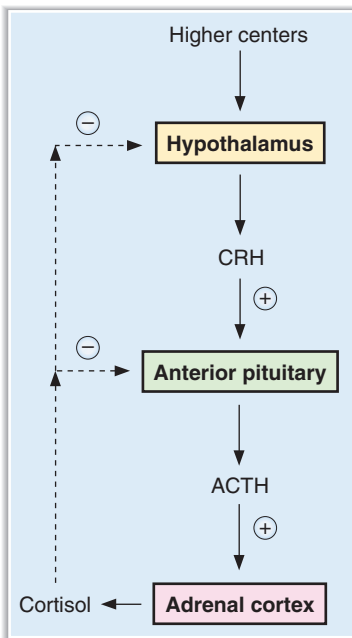 Higher centers
−
Hypothalamus
CRH
+
−
Anterior pituitary
ACTH
+
Cortisol
Adrenal cortex